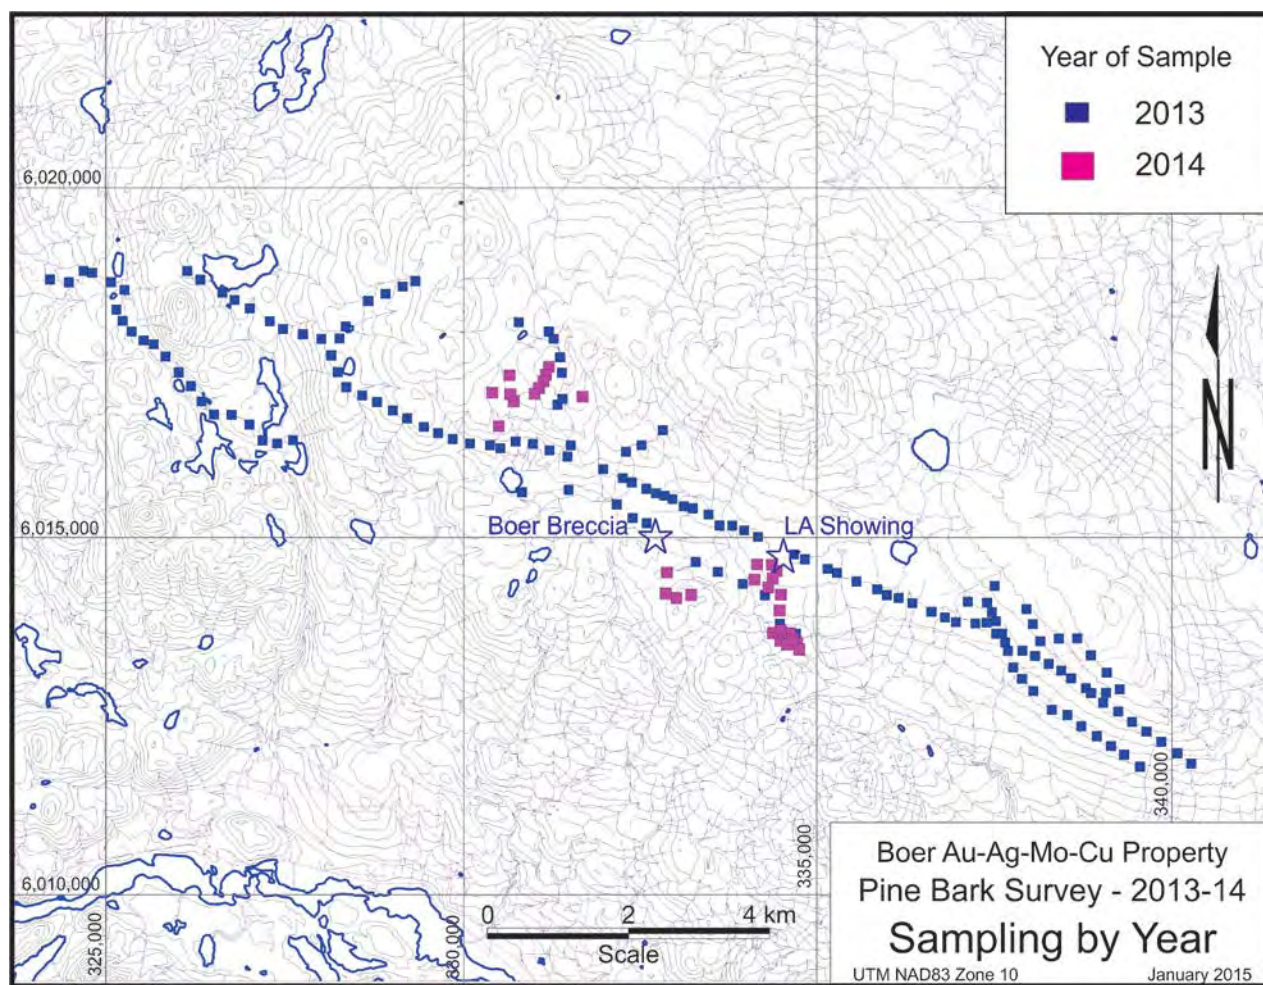 Year of Sample
2013
2014
6,020,000
6,015,000
Boer Breccia
LA Showing
N
6,010,000
325,000
330,000
335,000
340,000
0 2 4 km
Scale
Boer Au-Ag-Mo-Cu Property
Pine Bark Survey - 2013-14
Sampling by Year
UTM NAD83 Zone 10 January 2015